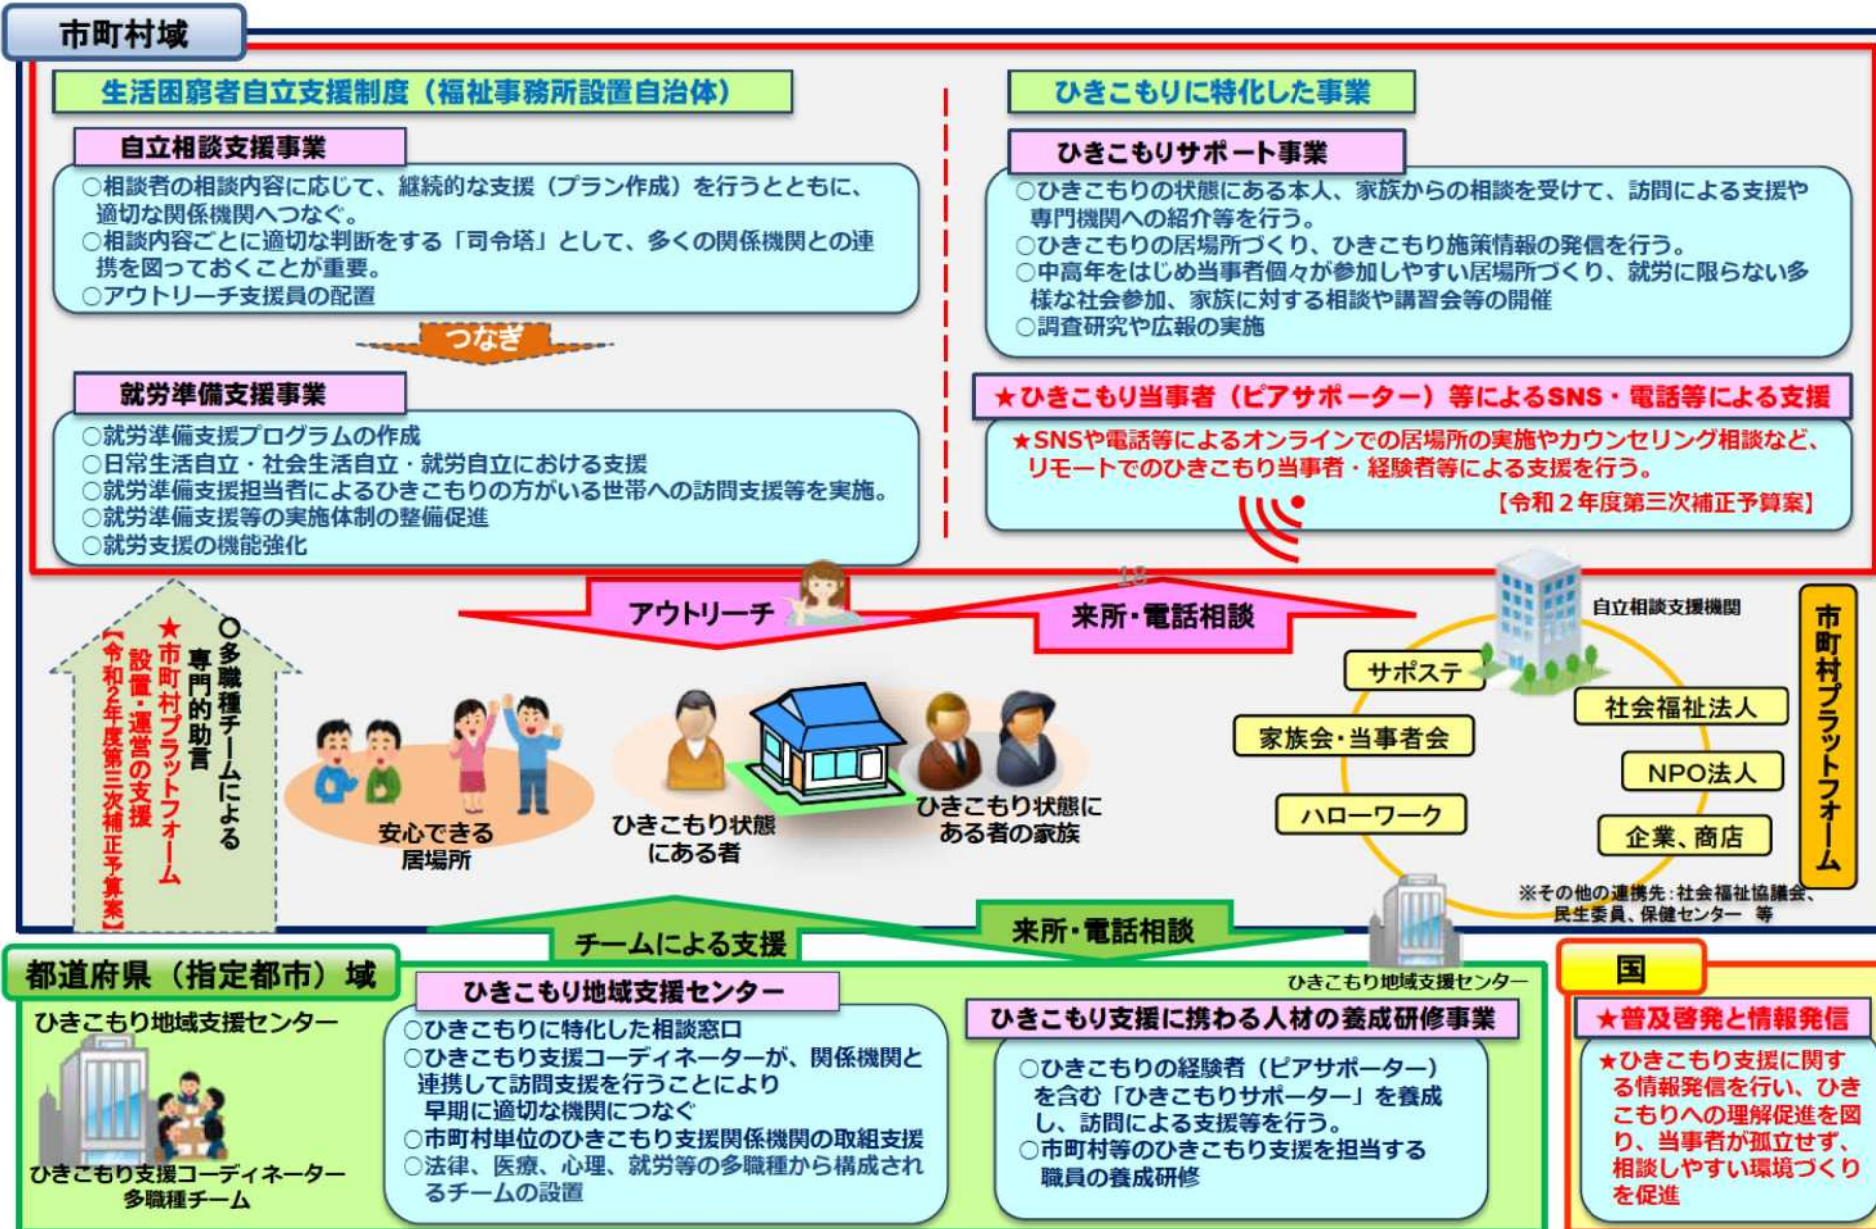 市町村域
生活困窮者自立支援制度（福祉事務所設置自治体）
自立相談支援事業
○相談者の相談内容に応じて、継続的な支援（プラン作成）を行うとともに、
適切な関係機関へつなぐ。
○相談内容ごとに適切な判断をする「司令塔」として、多くの関係機関との連
携を図っておくことが重要。
○アウトリーチ支援員の配置
つなぎ
就労準備支援事業
○就労準備支援プログラムの作成
○日常生活自立・社会生活自立・就労自立における支援
○就労準備支援担当者によるひきこもりの方がいる世帯への訪問支援等を実施。
○就労準備支援等の実施体制の整備促進
○就労支援の機能強化
ひきこもりに特化した事業
ひきこもりサポート事業
○ひきこもりの状態にある本人、家族からの相談を受けて、訪問による支援や
専門機関への紹介等を行う。
○ひきこもりの居場所づくり、ひきこもり施策情報の発信を行う。
○中高年をはじめ当事者個々が参加しやすい居場所づくり、就労に限らない多
様な社会参加、家族に対する相談や講習会等の開催
○調査研究や広報の実施
★ひきこもり当事者（ピアサポーター）等によるSNS・電話等による支援
★SNSや電話等によるオンラインでの居場所の実施やカウンセリング相談など、
リモートでのひきこもり当事者・経験者等による支援を行う。
【令和２年度第三次補正予算案】
18
アウトリーチ
来所・電話相談
○多職種チームによる
専門的助言
★市町村プラットフォーム
設置・運営の支援
【令和2年度第三次補正予算案】
安心できる
居場所
ひきこもり状態
にある者
ひきこもり状態に
ある者の家族
自立相談支援機関
サポステ
社会福祉法人
家族会・当事者会
NPO法人
ハローワーク
企業、商店
市町村プラットフォーム
※その他の連携先：社会福祉協議会、
民生委員、保健センター 等
チームによる支援
来所・電話相談
ひきこもり地域支援センター
都道府県（指定都市）域
ひきこもり地域支援センター
ひきこもり支援コーディネーター
多職種チーム
ひきこもり地域支援センター
○ひきこもりに特化した相談窓口
○ひきこもり支援コーディネーターが、関係機関と
連携して訪問支援を行うことにより
早期に適切な機関につなぐ
○市町村単位のひきこもり支援関係機関の取組支援
○法律、医療、心理、就労等の多職種から構成され
るチームの設置
ひきこもり支援に携わる人材の養成研修事業
○ひきこもりの経験者（ピアサポーター）
を含む「ひきこもりサポーター」を養成
し、訪問による支援等を行う。
○市町村等のひきこもり支援を担当する
職員の養成研修
国
★普及啓発と情報発信
★ひきこもり支援に関す
る情報発信を行い、ひき
こもりへの理解促進を図
り、当事者が孤立せず、
相談しやすい環境づくり
を促進